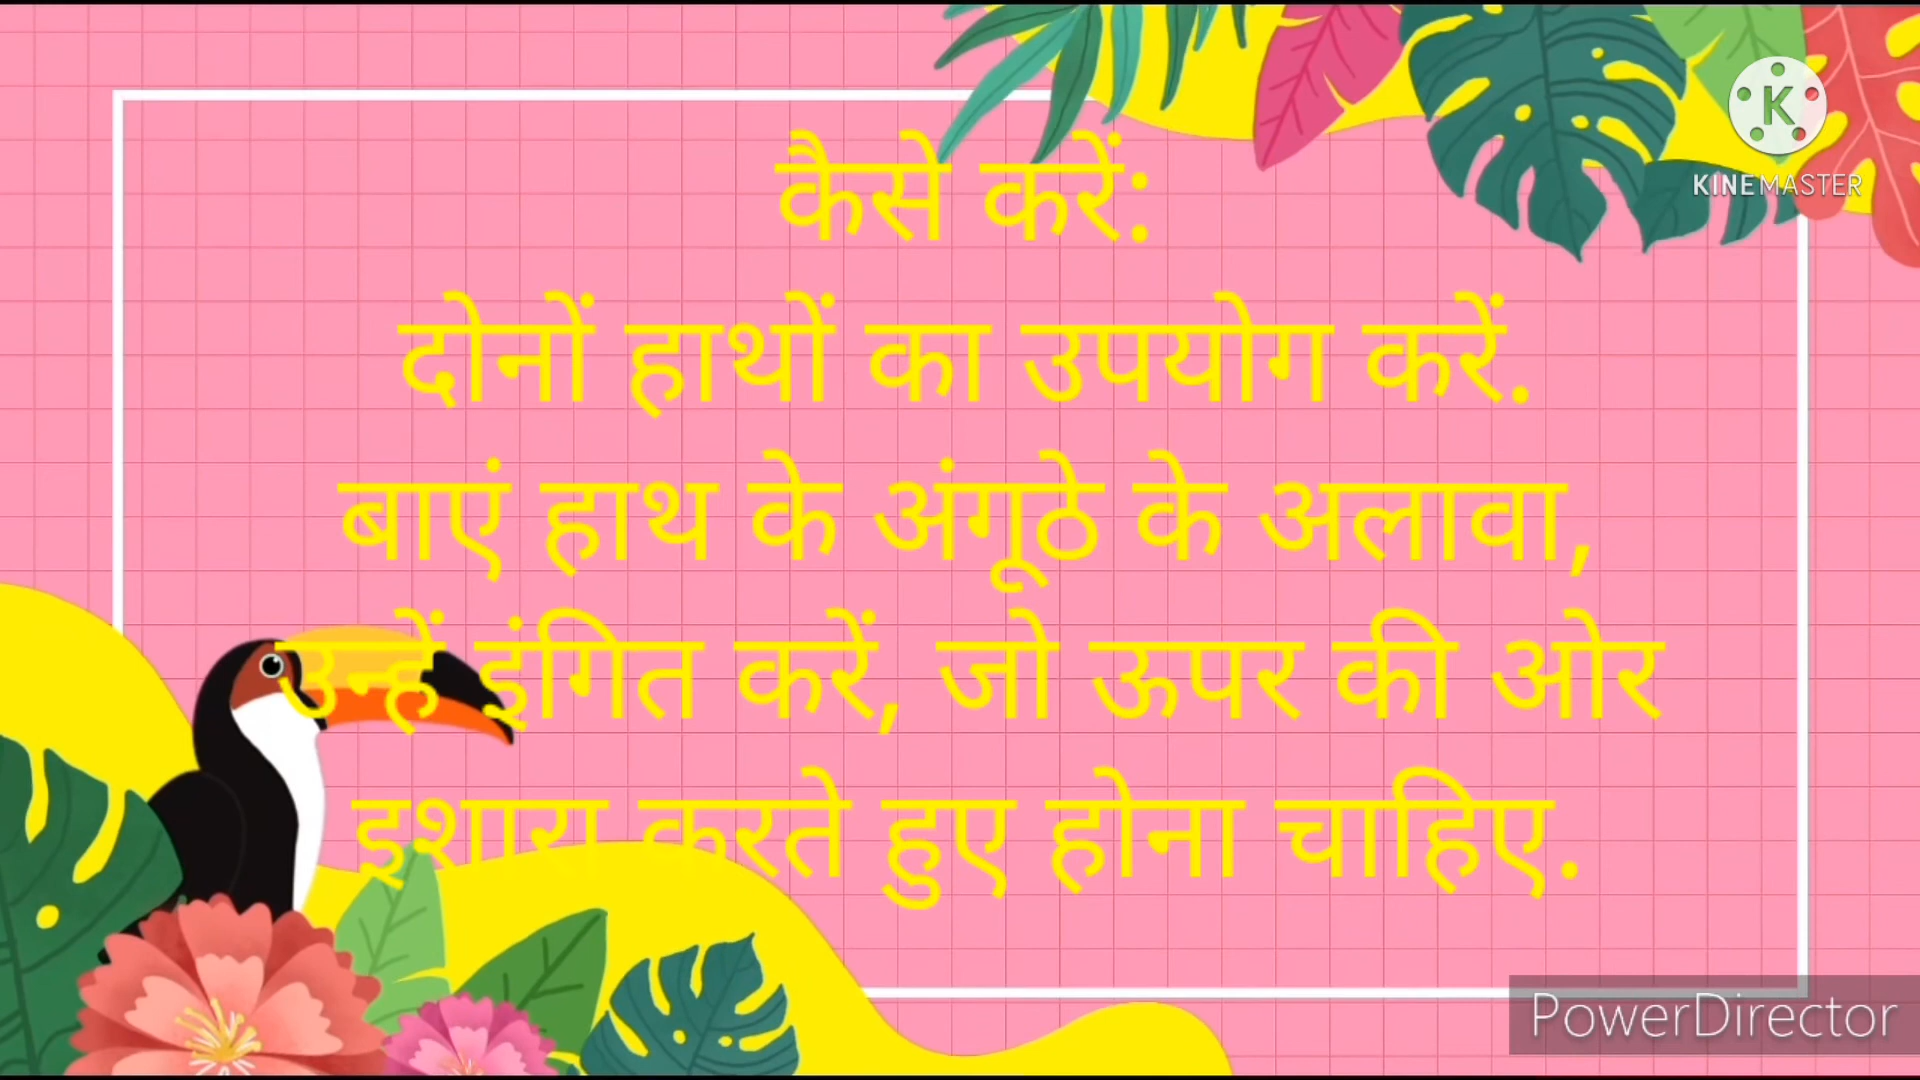 कैसे करें:
दोनों हाथों का उपयोग करें.
बाएं हाथ के अंगूठे के अलावा,
उन्हें इंगित करें, जो ऊपर की ओर
इशारा करते हुए होना चाहिए.
K
KINEMASTER
PowerDirector